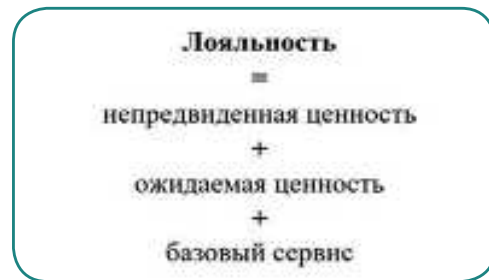 Лояльность
=
непредвиденная ценность
+
ожидаемая ценность
+
базовый сервис